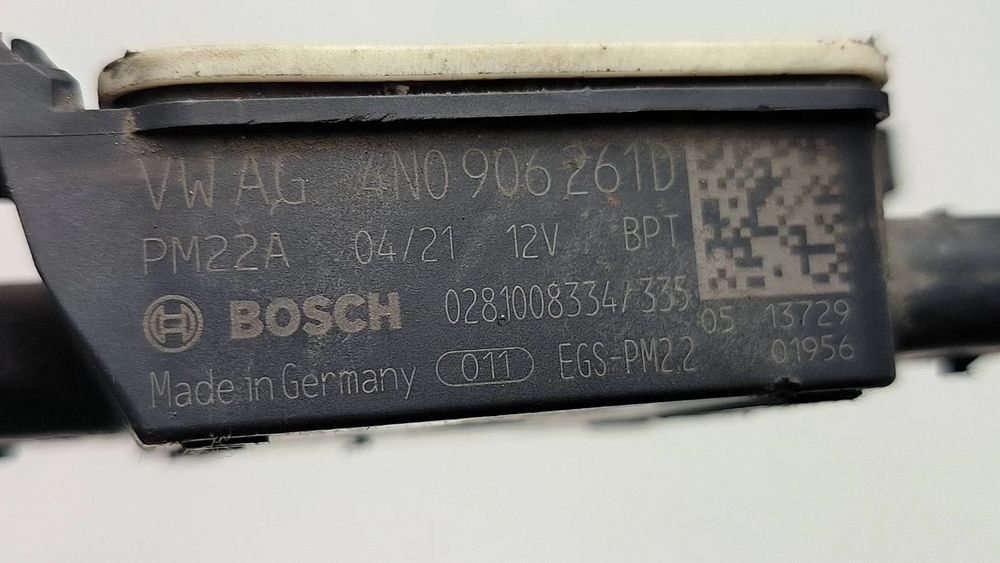 VW AG 4N0 906 261D
PM22A 04/21 12V BPT
BOSCH 0281008334/335
05 13729
Made in Germany 011 EGS-PM2.2
01956